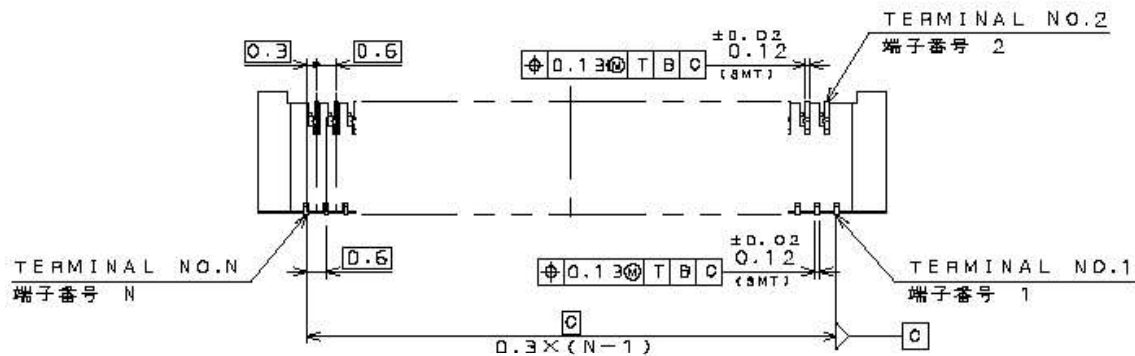 TERMINAL NO.2
端子番号 2
±0.02
0.3
0.6
0.12
⌖ 0.13Ⓜ T B C
(SMT)
±0.02
0.6
0.12
TERMINAL NO.N
端子番号 N
⌖ 0.13Ⓜ T B C
(SMT)
TERMINAL NO.1
端子番号 1
C
0.3×(N-1)
C